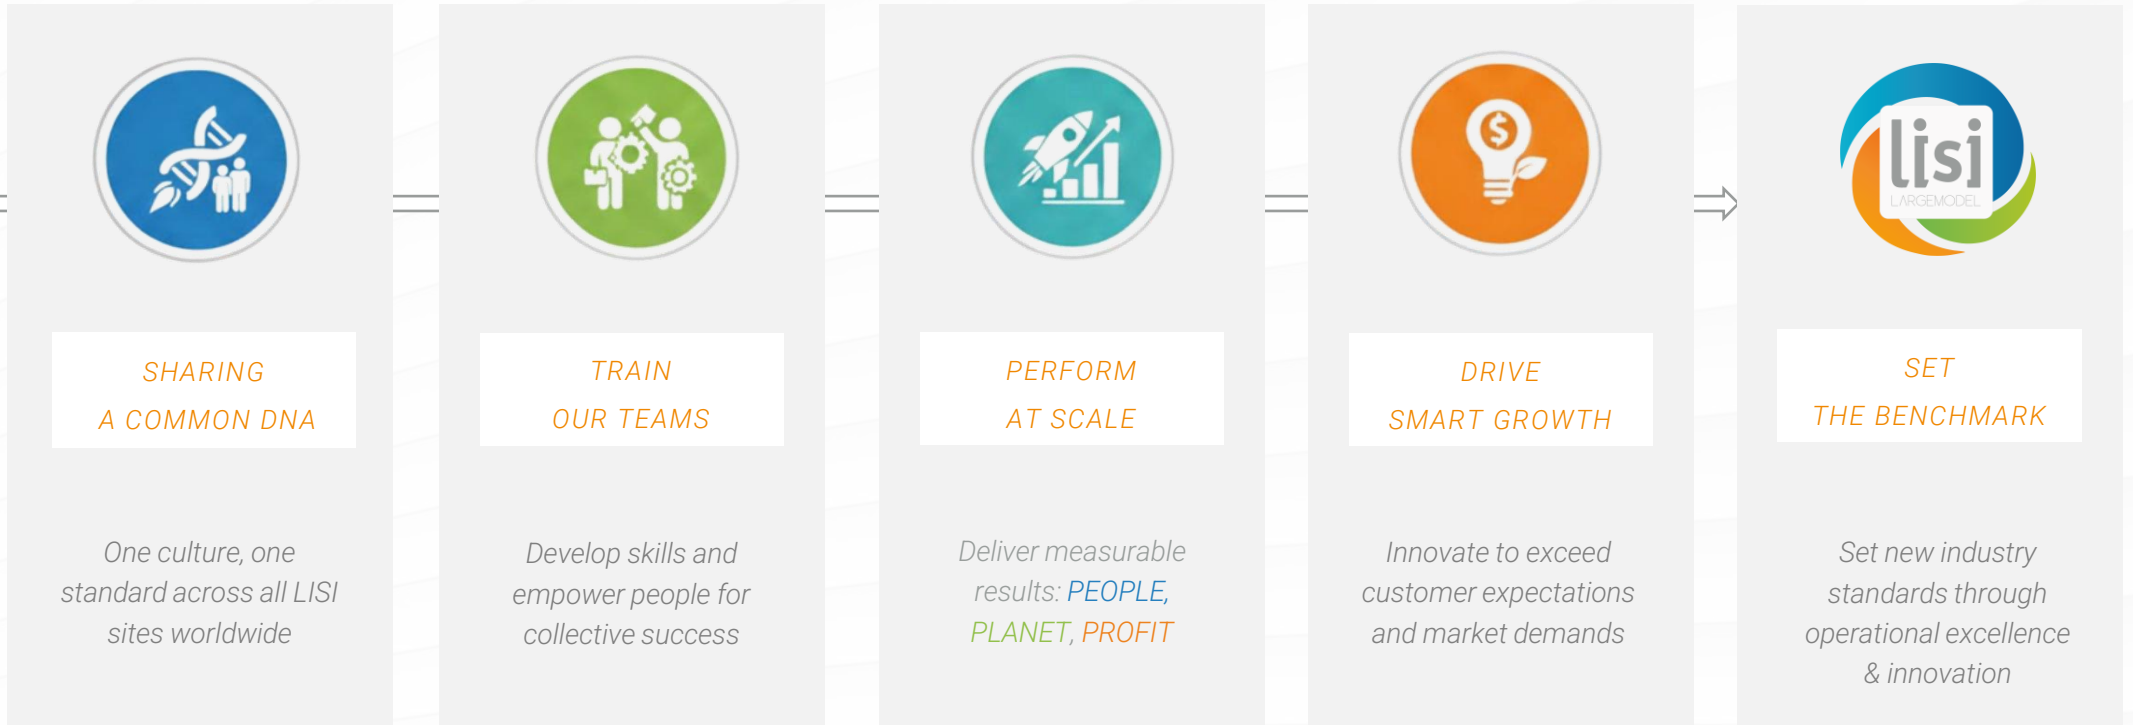 SHARING
A COMMON DNA
One culture, one
standard across all LISI
sites worldwide
TRAIN
OUR TEAMS
Develop skills and
empower people for
collective success
PERFORM
AT SCALE
Deliver measurable
results: PEOPLE,
PLANET, PROFIT
$
DRIVE
SMART GROWTH
Innovate to exceed
customer expectations
and market demands
lisi
LARGEMODEL
SET
THE BENCHMARK
Set new industry
standards through
operational excellence
& innovation